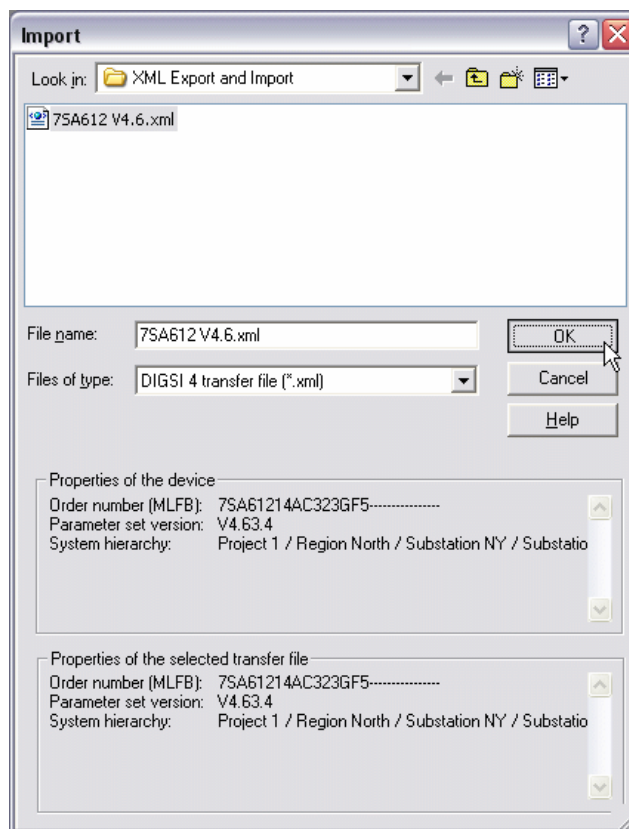 Import
Look in: XML Export and Import
7SA612 V4.6.xml
File name: 7SA612 V4.6.xml OK
Files of type: DIGSI 4 transfer file (*.xml) Cancel
Help
Properties of the device
Order number (MLFB): 7SA61214AC323GF5---------------
Parameter set version: V4.63.4
System hierarchy: Project 1 / Region North / Substation NY / Substatio
Properties of the selected transfer file
Order number (MLFB): 7SA61214AC323GF5---------------
Parameter set version: V4.63.4
System hierarchy: Project 1 / Region North / Substation NY / Substatio